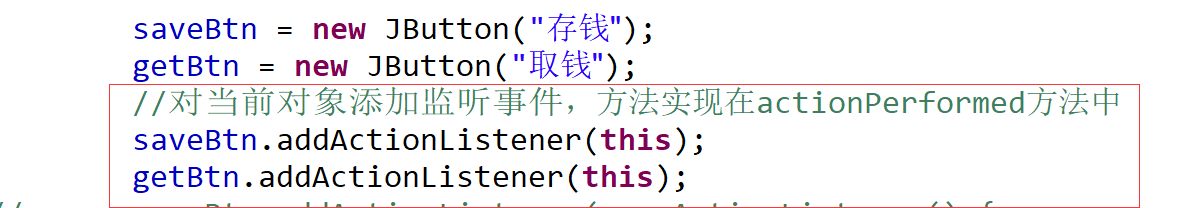 saveBtn = new JButton("存钱");
getBtn = new JButton("取钱");
//对当前对象添加监听事件，方法实现在actionPerformed方法中
saveBtn.addActionListener(this);
getBtn.addActionListener(this);